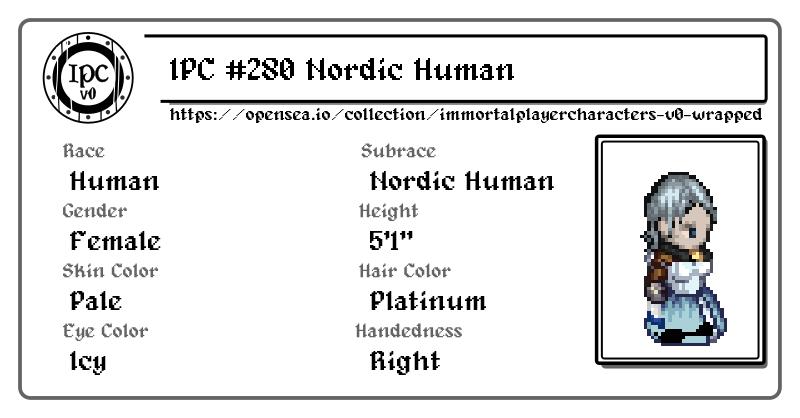 IPC
v0
IPC #280 Nordic Human
https://opensea.io/collection/immortalplayercharacters-v0-wrapped
Race
Human
Subrace
Nordic Human
Gender
Female
Height
5'1"
Skin Color
Pale
Hair Color
Platinum
Eye Color
Icy
Handedness
Right